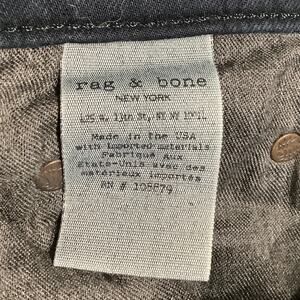 rag & bone
NEW YORK
425 W. 13th St, NY NY 10014
Made in the USA
with imported materials
Fabriqué aux
États-Unis avec des
matériaux importés
RN # 108879